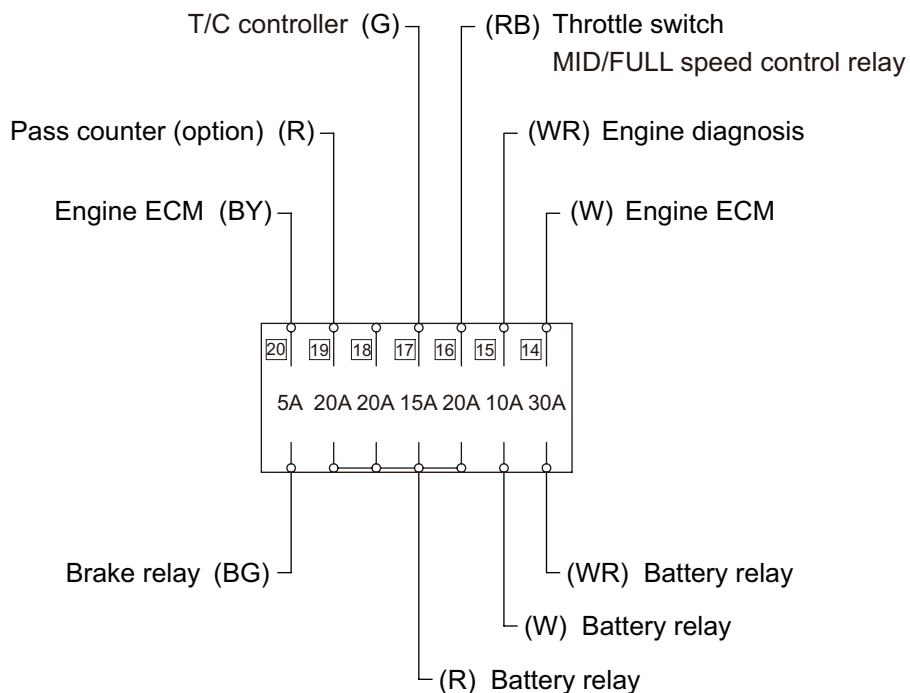 T/C controller (G) (RB) Throttle switch
MID/FULL speed control relay
Pass counter (option) (R) (WR) Engine diagnosis
Engine ECM (BY) (W) Engine ECM
20 19 18 17 16 15 14
5A 20A 20A 15A 20A 10A 30A
Brake relay (BG) (WR) Battery relay
(W) Battery relay
(R) Battery relay